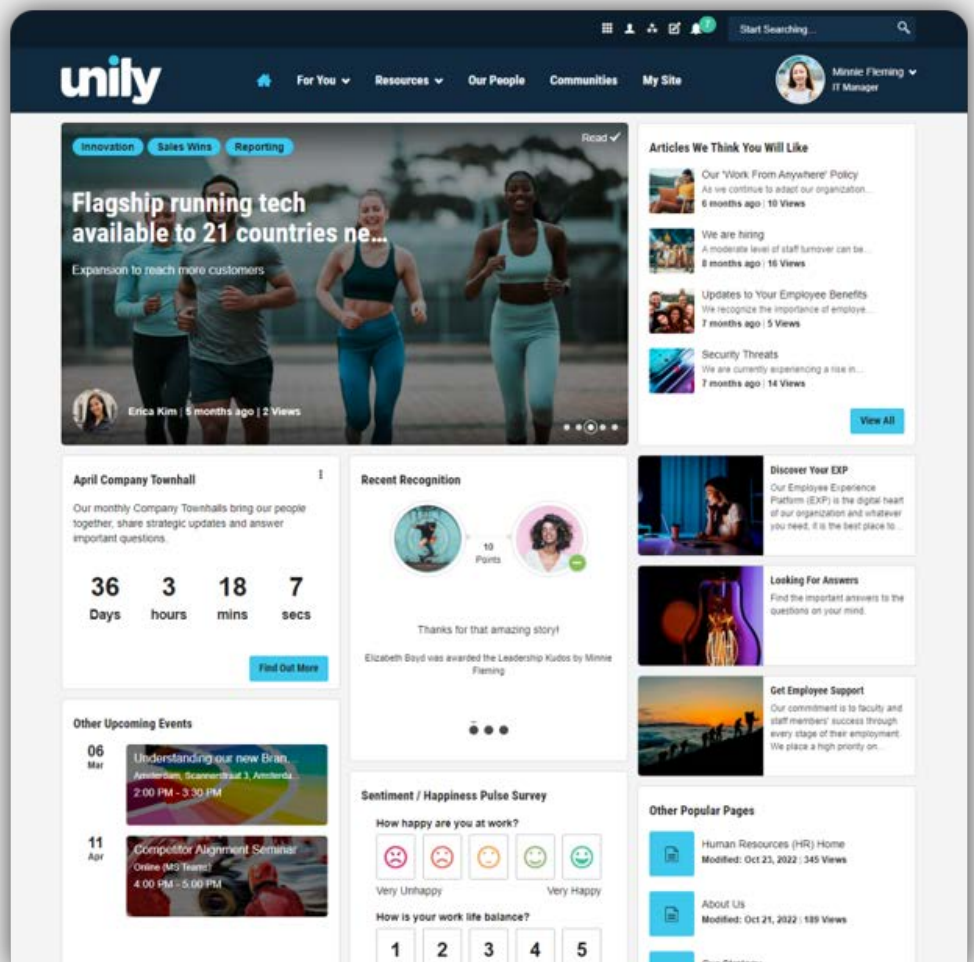 7
Start Searching...
unily
For You
Resources
Our People
Communities
My Site
Minnie Fleming
IT Manager
Innovation
Sales Wins
Reporting
Read
Flagship running tech
available to 21 countries ne...
Expansion to reach more customers
Erica Kim | 5 months ago | 2 Views
Articles We Think You Will Like
Our 'Work From Anywhere' Policy
As we continue to adapt our organization...
6 months ago | 10 Views
We are hiring
A moderate level of staff turnover can be...
8 months ago | 16 Views
Updates to Your Employee Benefits
We recognize the importance of employe...
7 months ago | 5 Views
Security Threats
We are currently experiencing a rise in...
7 months ago | 14 Views
View All
April Company Townhall
Our monthly Company Townhalls bring our people
together, share strategic updates and answer
important questions.
36
3
18
7
Days
hours
mins
secs
Find Out More
Recent Recognition
10
Points
Thanks for that amazing story!
Elizabeth Boyd was awarded the Leadership Kudos by Minnie
Fleming
Discover Your EXP
Our Employee Experience
Platform (EXP) is the digital heart
of our organization and whatever
you need, it is the best place to...
Looking For Answers
Find the important answers to the
questions on your mind.
Get Employee Support
Our commitment is to faculty and
staff members' success through
every stage of their employment.
We place a high priority on...
Other Upcoming Events
06
Mar
Understanding our new Bran...
Amsterdam, Scannerstraat 3, Amsterda...
2:00 PM - 3:30 PM
11
Apr
Competitor Alignment Seminar
Online (MS Teams)
4:00 PM - 5:00 PM
Sentiment / Happiness Pulse Survey
How happy are you at work?
Very Unhappy
Very Happy
How is your work life balance?
1
2
3
4
5
Other Popular Pages
Human Resources (HR) Home
Modified: Oct 23, 2022 | 345 Views
About Us
Modified: Oct 21, 2022 | 189 Views